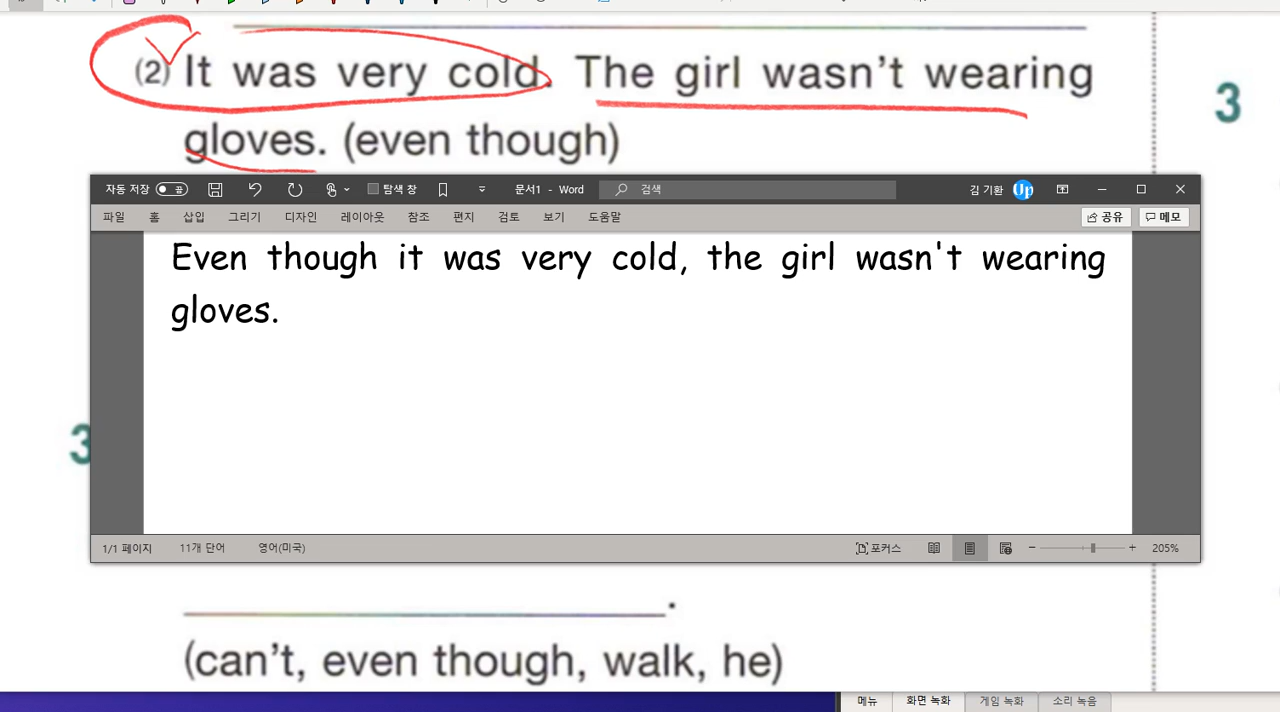 (2) It was very cold. The girl wasn't wearing
3
gloves. (even though)
자동 저장 끔 탐색 창 문서1 - Word 검색 김 기환 Up
파일 홈 삽입 그리기 디자인 레이아웃 참조 편지 검토 보기 도움말 공유 메모
Even though it was very cold, the girl wasn't wearing
gloves.
3
1/1 페이지 11개 단어 영어(미국) 포커스 205%
.
(can't, even though, walk, he)
메뉴 화면 녹화 게임 녹화 소리 녹음